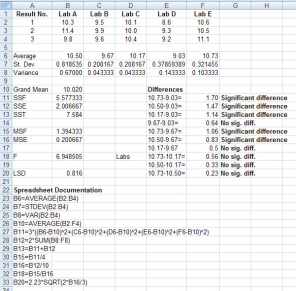 A B C D E F G H I
1 Result No. Lab A Lab B Lab C Lab D Lab E
2 1 10.3 9.5 10.1 8.6 10.6
3 2 11.4 9.9 10.0 9.3 10.5
4 3 9.8 9.6 10.4 9.2 11.1
5
6 Average 10.50 9.67 10.17 9.03 10.73
7 St. Dev. 0.818535 0.208167 0.208167 0.37859389 0.321455
8 Variance 0.67000 0.043333 0.043333 0.143333 0.103333
9
10 Grand Mean 10.020 Differences
11 SSF 5.577333 10.73-9.03= 1.70 Significant difference
12 SSE 2.006667 10.50-9.03= 1.47 Significant difference
13 SST 7.584 10.17-9.03= 1.14 Significant difference
14 9.67-9.03= 0.64 No sig. diff.
15 MSF 1.394333 10.73-9.67= 1.06 Significant difference
16 MSE 0.200667 10.50-9.67= 0.83 Significant difference
17 10.17-9.67 0.5 No sig. diff.
18 F 6.948505 Labs 10.73-10.17= 0.56 No sig. diff.
19 10.50-10.17= 0.33 No sig. diff.
20 LSD 0.816 10.73-10.50= 0.23 No sig. diff.
21
22 Spreadsheet Documentation
23 B6=AVERAGE(B2:B4)
24 B7=STDEV(B2:B4)
25 B8=VAR(B2:B4)
26 B10=AVERAGE(B2:F4)
27 B11=3*((B6-B10)^2+(C6-B10)^2+(D6-B10)^2+(E6-B10)^2+(F6-B10)^2)
28 B12=2*SUM(B8:F8)
29 B13=B11+B12
30 B15=B11/4
31 B16=B12/10
32 B18=B15/B16
33 B20=2.23*SQRT(2*B16/3)